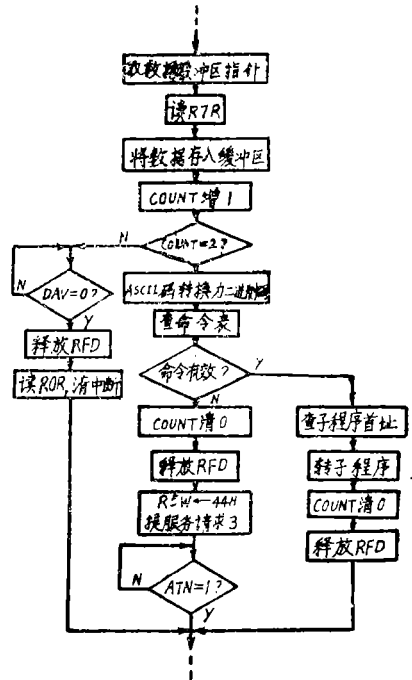 取数据缓冲区指针
读R7R
将数据存入缓冲区
COUNT增1
COUNT=2?
N
DAV=0?
N
Y
ASCII码转换力二进制码
释放RFD
查命令表
读R0R,清中断
命令有效?
Y
N
COUNT清0
查子程序首址
释放RFD
转子程序
R5W←44H
提服务请求3
COUNT清0
释放RFD
ATN=1?
N
Y